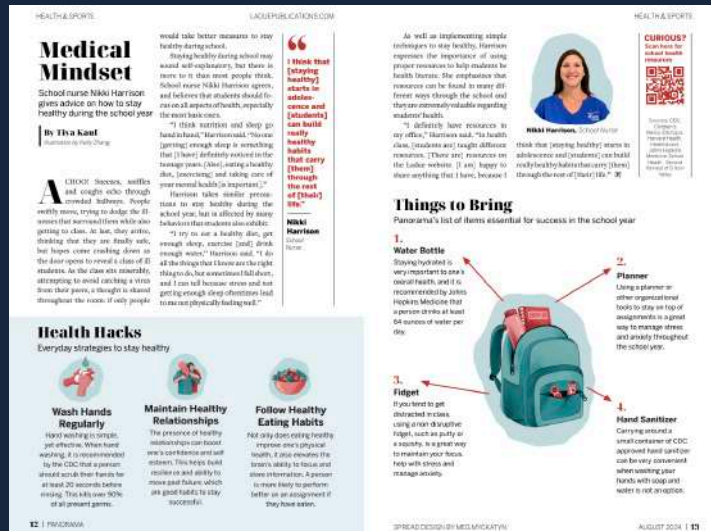 HEALTH & SPORTS
LADUEPUBLICATIONS.COM
Medical
Mindset
School nurse Nikki Harrison
gives advice on how to stay
healthy during the school year
By Tiya Kaul
ACHOO! Sneezes, sniffles
and coughs echo through
crowded hallways. People
swiftly move, trying to dodge the ill-
nesses that surround them while also
getting to class. At last, they arrive,
thinking that they are finally safe,
but hopes come crashing down as
the door opens to reveal a class of ill
students. As the class sits miserably,
attempting to avoid catching a virus
from their peers, a thought is shared
throughout the room: if only people
would take better measures to stay
healthy during school.
Staying healthy during school may
sound self-explanatory, but there is
more to it than most people think.
School nurse Nikki Harrison agrees,
and believes that students should fo-
cus on all aspects of health, especially
the most basic ones.
"I think nutrition and sleep go
hand in hand," Harrison said. "No one
[getting] enough sleep is something
that [I have] definitely noticed in the
teenage years. [Also], eating a healthy
diet, [exercising] and taking care of
your mental health [is important]."
Harrison takes similar precau-
tions to stay healthy during the
school year, but is affected by many
behaviors that students also exhibit.
"I try to eat a healthy diet, get
enough sleep, exercise [and] drink
enough water," Harrison said. "I do
all the things that I know are the right
thing to do, but sometimes I fall short,
and I can tell because stress and not
getting enough sleep oftentimes lead
to me not physically feeling well."
“
I think that
[staying
healthy]
starts in
adoles-
cence and
[students]
can build
really
healthy
habits
that carry
[them]
through
the rest
of [their]
life."
Nikki
Harrison
School
Nurse
Health Hacks
Everyday strategies to stay healthy
Wash Hands
Regularly
Hand washing is simple,
yet effective. When hand
washing, it is recommended
by the CDC that a person
should scrub their hands for
at least 20 seconds before
rinsing. This kills over 90%
of all present germs.
Maintain Healthy
Relationships
The presence of healthy
relationships can boost
one's confidence and self
esteem. This helps build
resilience and ability to
move past failure, which
are good habits to stay
successful.
Follow Healthy
Eating Habits
Not only does eating healthy
improve one's physical
health, it also elevates the
brain's ability to focus and
store information. A person
is more likely to perform
better on an assignment if
they have eaten.
12 | PANORAMA
HEALTH & SPORTS
As well as implementing simple
techniques to stay healthy, Harrison
expresses the importance of using
proper resources to help students be
health literate. She emphasizes that
resources can be found in many dif-
ferent ways through the school and
they are extremely valuable regarding
students' health.
"I definitely have resources in
my office," Harrison said. "In health
class, [students are] taught different
resources. [There are] resources on
the Ladue website. [I am] happy to
share anything that I have, because I
Nikki Harrison, School Nurse
think that [staying healthy] starts in
adolescence and [students] can build
really healthy habits that carry [them]
through the rest of [their] life."
CURIOUS?
Scan here for
school health
resources
Things to Bring
Panorama's list of items essential for success in the school year
1.
Water Bottle
Staying hydrated is
very important to one's
overall health, and it is
recommended by Johns
Hopkins Medicine that
a person drinks at least
64 ounces of water per
day.
2.
Planner
Using a planner or
other organizational
tools to stay on top of
assignments is a great
way to manage stress
and anxiety throughout
the school year.
3.
Fidget
If you tend to get
distracted in class,
using a non disruptive
fidget, such as putty or
a squishy, is a great way
to maintain your focus,
help with stress and
manage anxiety.
4.
Hand Sanitizer
Carrying around a
small container of CDC
approved hand sanitizer
can be very convenient
when washing your
hands with soap and
water is not an option.
SPREAD DESIGN BY MEG MYCKATYN
AUGUST 2024 | 13